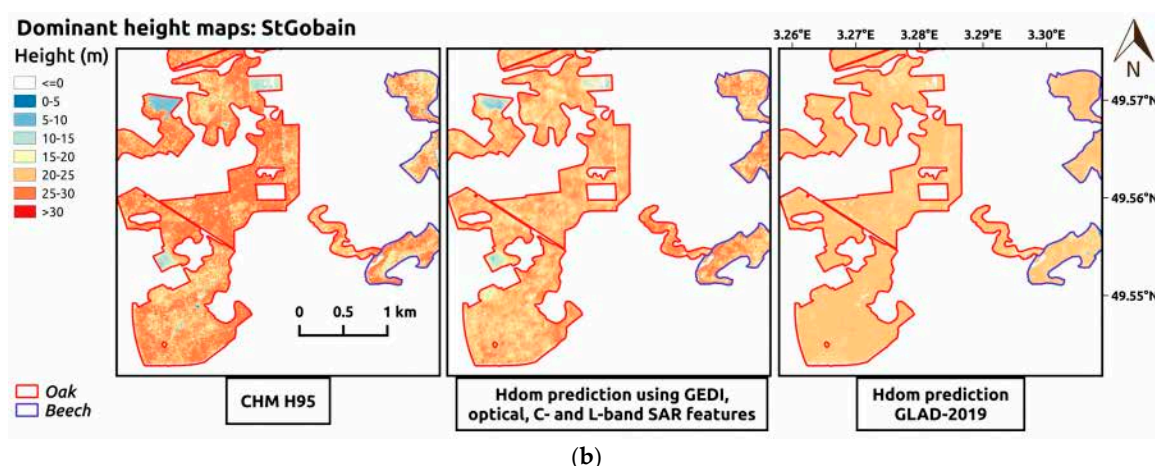 Dominant height maps: StGobain
Height (m)
<=0
0-5
5-10
10-15
15-20
20-25
25-30
>30
3.26°E 3.27°E 3.28°E 3.29°E 3.30°E
N
49.57°N
49.56°N
49.55°N
0 0.5 1 km
Oak
Beech
CHM H95
Hdom prediction using GEDI,
optical, C- and L-band SAR features
Hdom prediction
GLAD-2019
(b)